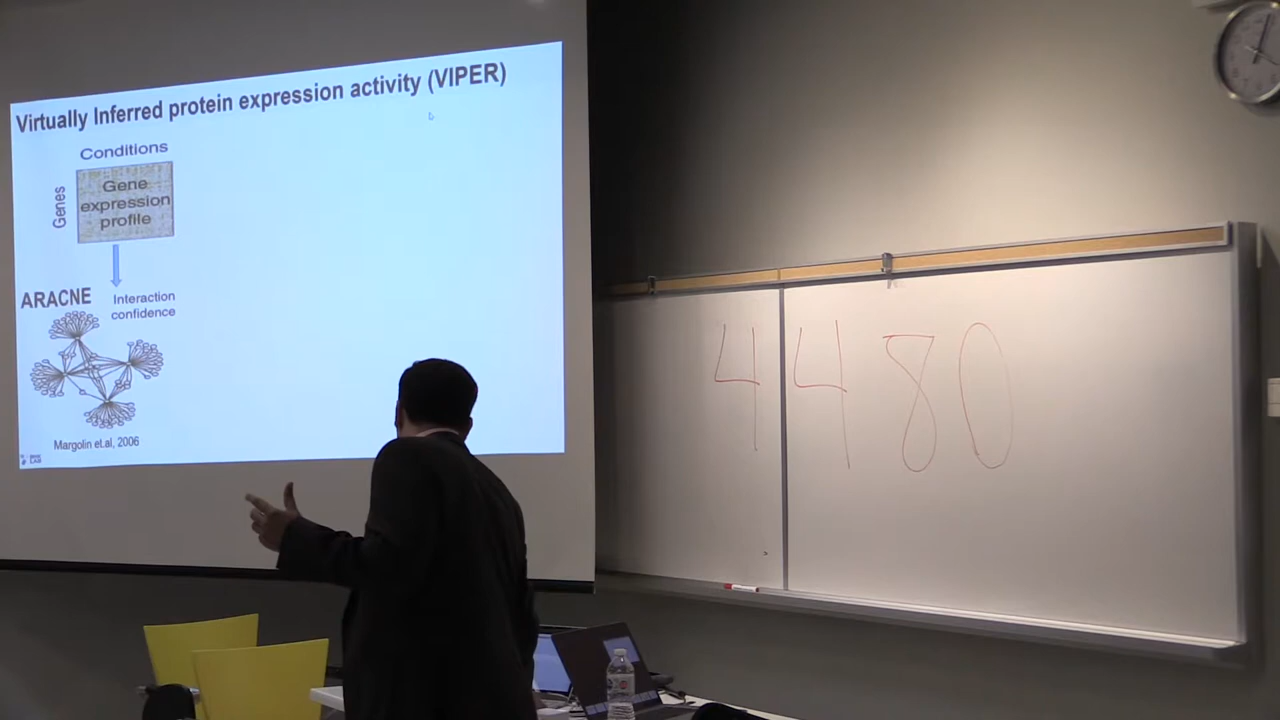 Virtually Inferred protein expression activity (VIPER)
Conditions
Genes
Gene
expression
profile
ARACNE
Interaction
confidence
Margolin et.al, 2006
4480